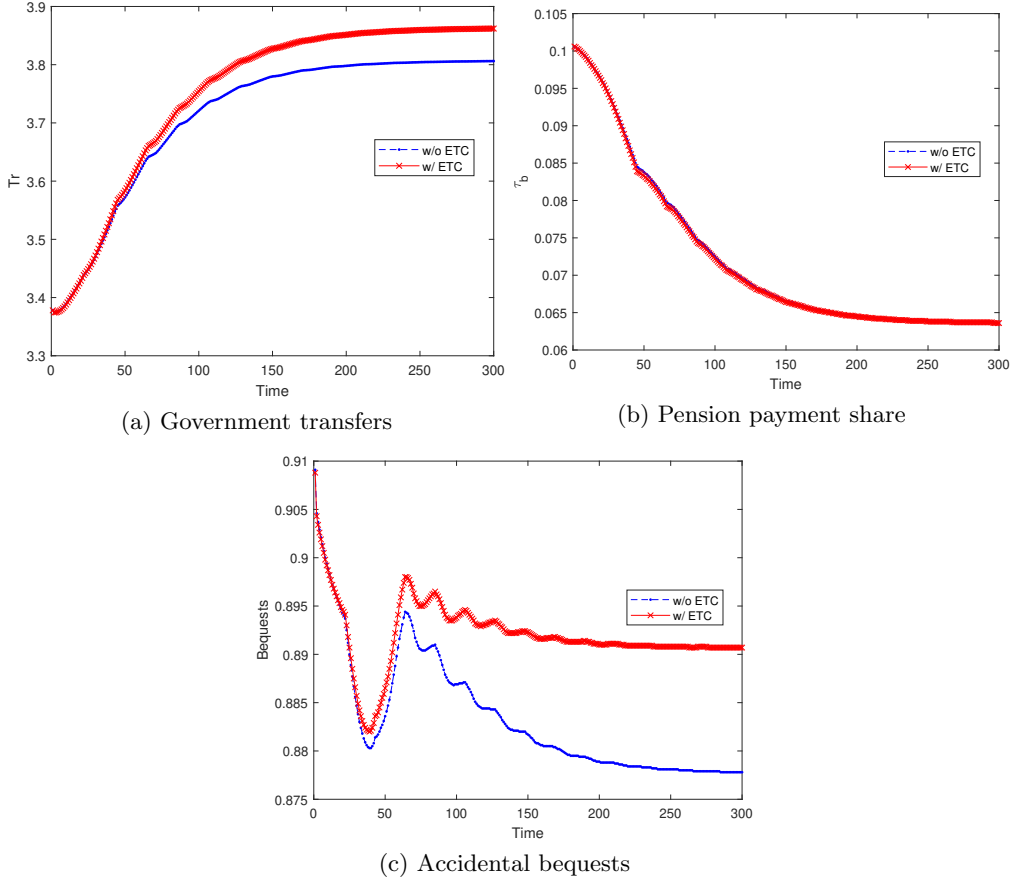 3.9
3.8
3.7
3.6
3.5
3.4
3.3
Tr
0 50 100 150 200 250 300
Time
w/o ETC
w/ ETC
(a) Government transfers
0.105
0.1
0.095
0.09
0.085
0.08
0.075
0.07
0.065
0.06
τb
0 50 100 150 200 250 300
Time
w/o ETC
w/ ETC
(b) Pension payment share
0.91
0.905
0.9
0.895
0.89
0.885
0.88
0.875
Bequests
0 50 100 150 200 250 300
Time
w/o ETC
w/ ETC
(c) Accidental bequests